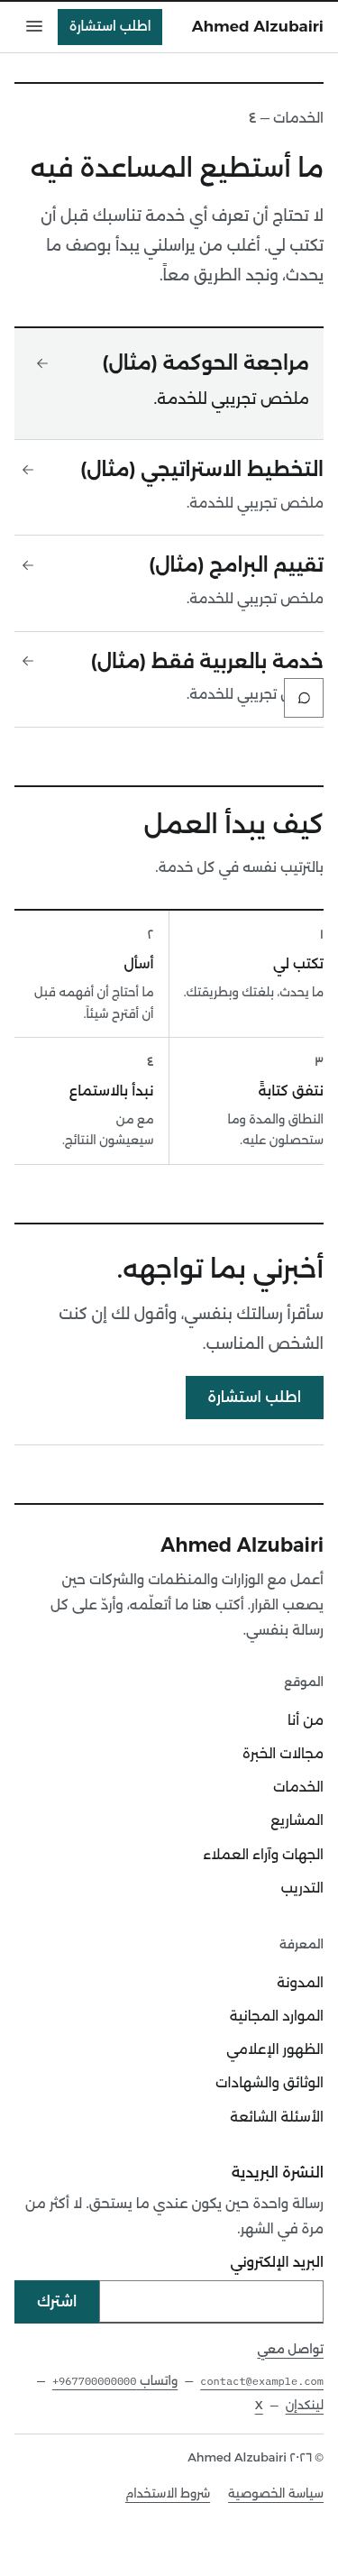 Ahmed Alzubairi
اطلب استشارة
الخدمات — ٤
ما أستطيع المساعدة فيه
لا تحتاج أن تعرف أي خدمة تناسبك قبل أن
تكتب لي. أغلب من يراسلني يبدأ بوصف ما
يحدث، ونجد الطريق معاً.
مراجعة الحوكمة (مثال)
ملخص تجريبي للخدمة.
التخطيط الاستراتيجي (مثال)
ملخص تجريبي للخدمة.
تقييم البرامج (مثال)
ملخص تجريبي للخدمة.
خدمة بالعربية فقط (مثال)
تجريبي للخدمة.
كيف يبدأ العمل
بالترتيب نفسه في كل خدمة.
١
تكتب لي
ما يحدث، بلغتك وبطريقتك.
٢
أسأل
ما أحتاج أن أفهمه قبل
أن أقترح شيئاً.
٣
نتفق كتابةً
النطاق والمدة وما
ستحصلون عليه.
٤
نبدأ بالاستماع
مع من
سيعيشون النتائج.
أخبرني بما تواجهه.
سأقرأ رسالتك بنفسي، وأقول لك إن كنت
الشخص المناسب.
اطلب استشارة
Ahmed Alzubairi
أعمل مع الوزارات والمنظمات والشركات حين
يصعب القرار. أكتب هنا ما أتعلّمه، وأردّ على كل
رسالة بنفسي.
الموقع
من أنا
مجالات الخبرة
الخدمات
المشاريع
الجهات وآراء العملاء
التدريب
المعرفة
المدونة
الموارد المجانية
الظهور الإعلامي
الوثائق والشهادات
الأسئلة الشائعة
النشرة البريدية
رسالة واحدة حين يكون عندي ما يستحق. لا أكثر من
مرة في الشهر.
البريد الإلكتروني
اشترك
تواصل معي
contact@example.com — واتساب +967700000000 —
لينكدإن — X
© ٢٠٢٦ Ahmed Alzubairi
سياسة الخصوصية شروط الاستخدام